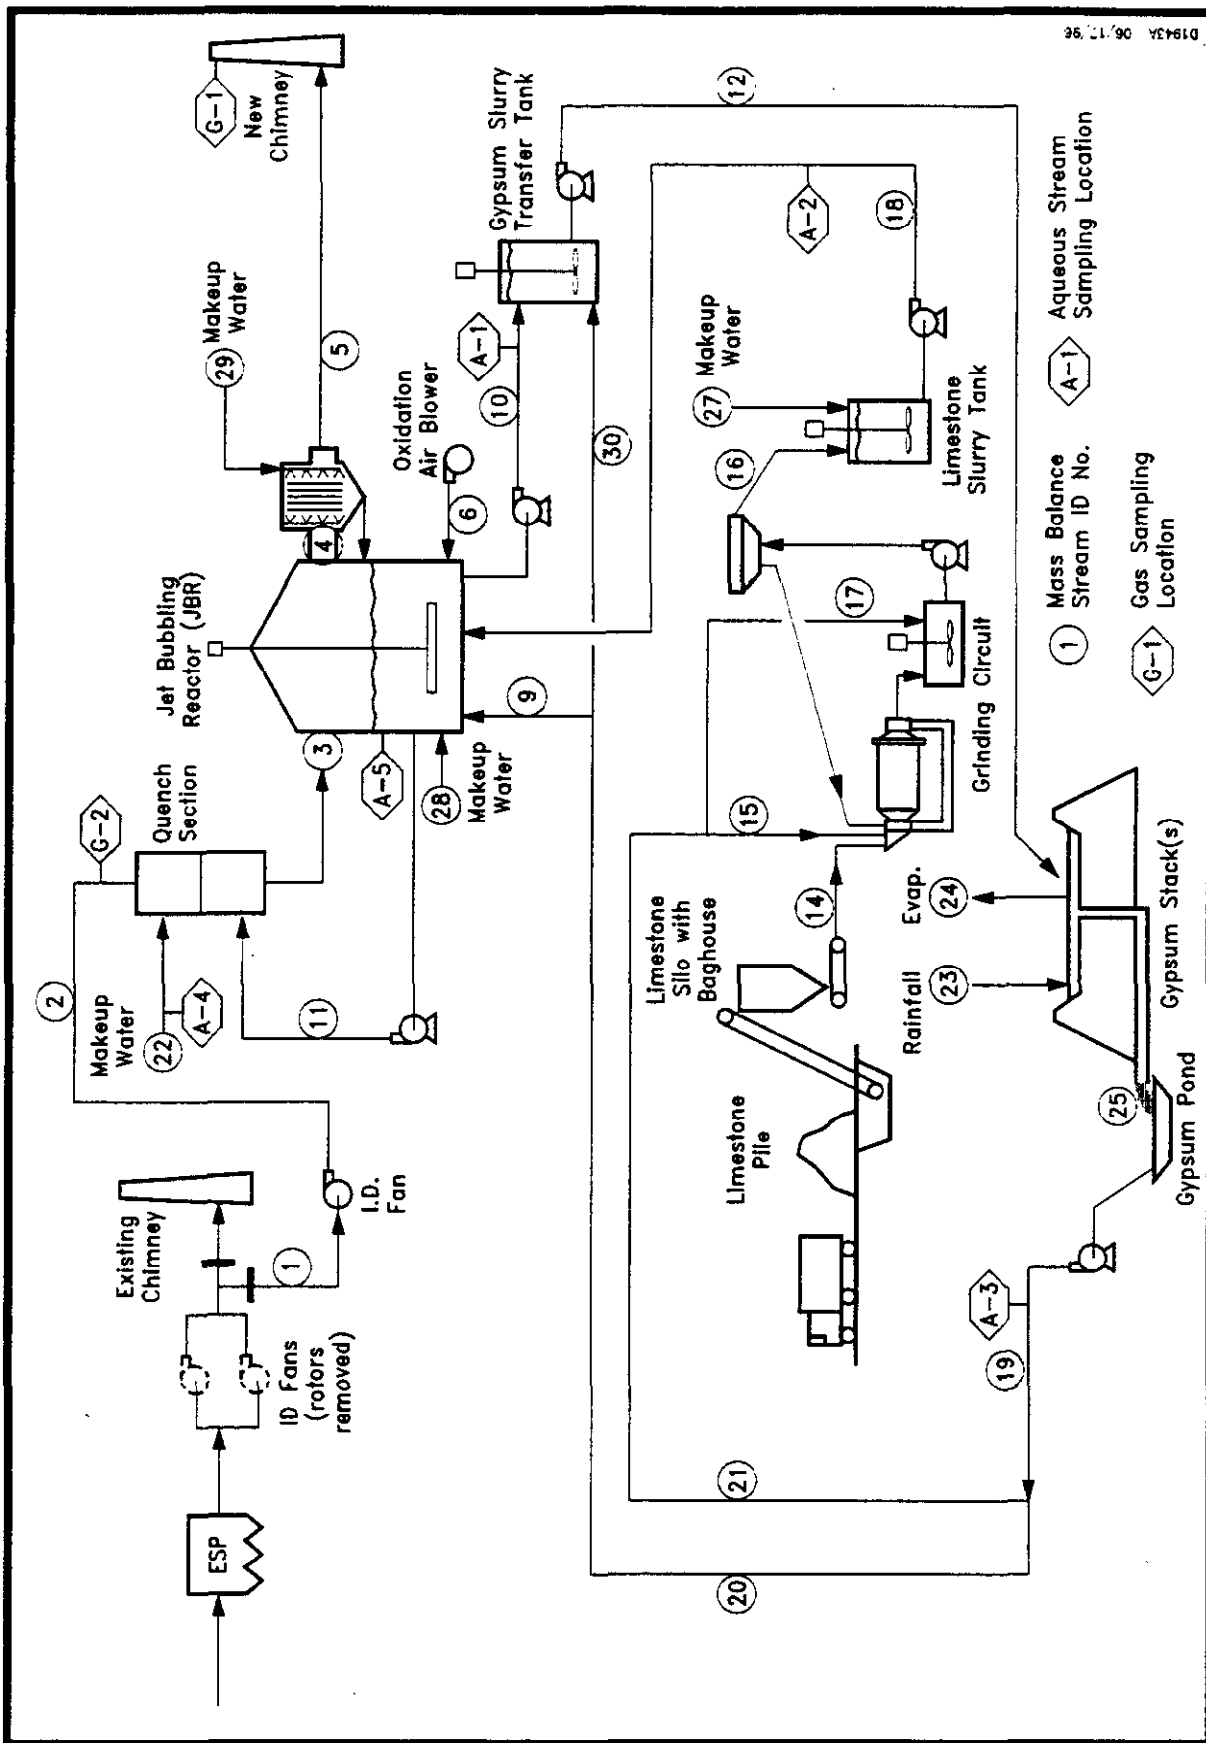 D1943A
G-1
New
Chimney
29
Makeup
Water
5
4
Jet Bubbling
Reactor (JBR)
3
Quench
Section
G-2
2
Makeup
Water
22
A-4
11
A-5
28
Makeup
Water
9
Oxidation
Air Blower
6
10
A-1
Gypsum Slurry
Transfer Tank
12
30
A-2
18
Existing
Chimney
1
I.D.
Fan
ID Fans
(rotors
removed)
ESP
27
Makeup
Water
16
Limestone
Slurry Tank
17
Grinding Circuit
15
14
Limestone
Silo with
Baghouse
Limestone
Pile
21
20
Evap.
24
Rainfall
23
Gypsum Stack(s)
25
Gypsum Pond
A-3
19
1
Mass Balance
Stream ID No.
A-1
Aqueous Stream
Sampling Location
G-1
Gas Sampling
Location